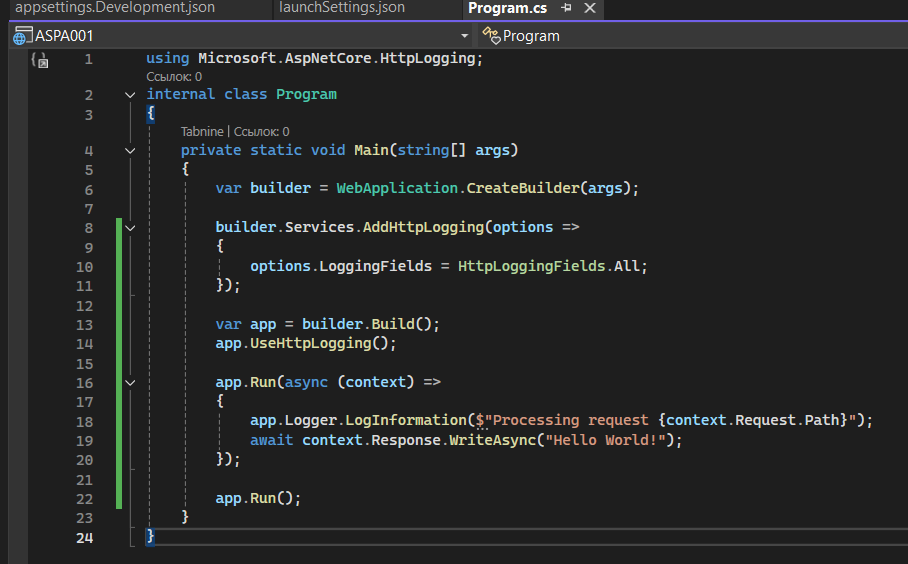 appsettings.Development.json launchSettings.json Program.cs
ASPA001 Program
1 using Microsoft.AspNetCore.HttpLogging;
Ссылок: 0
2 internal class Program
3 {
Tabnine | Ссылок: 0
4 private static void Main(string[] args)
5 {
6 var builder = WebApplication.CreateBuilder(args);
7
8 builder.Services.AddHttpLogging(options =>
9 {
10 options.LoggingFields = HttpLoggingFields.All;
11 });
12
13 var app = builder.Build();
14 app.UseHttpLogging();
15
16 app.Run(async (context) =>
17 {
18 app.Logger.LogInformation($"Processing request {context.Request.Path}");
19 await context.Response.WriteAsync("Hello World!");
20 });
21
22 app.Run();
23 }
24 }